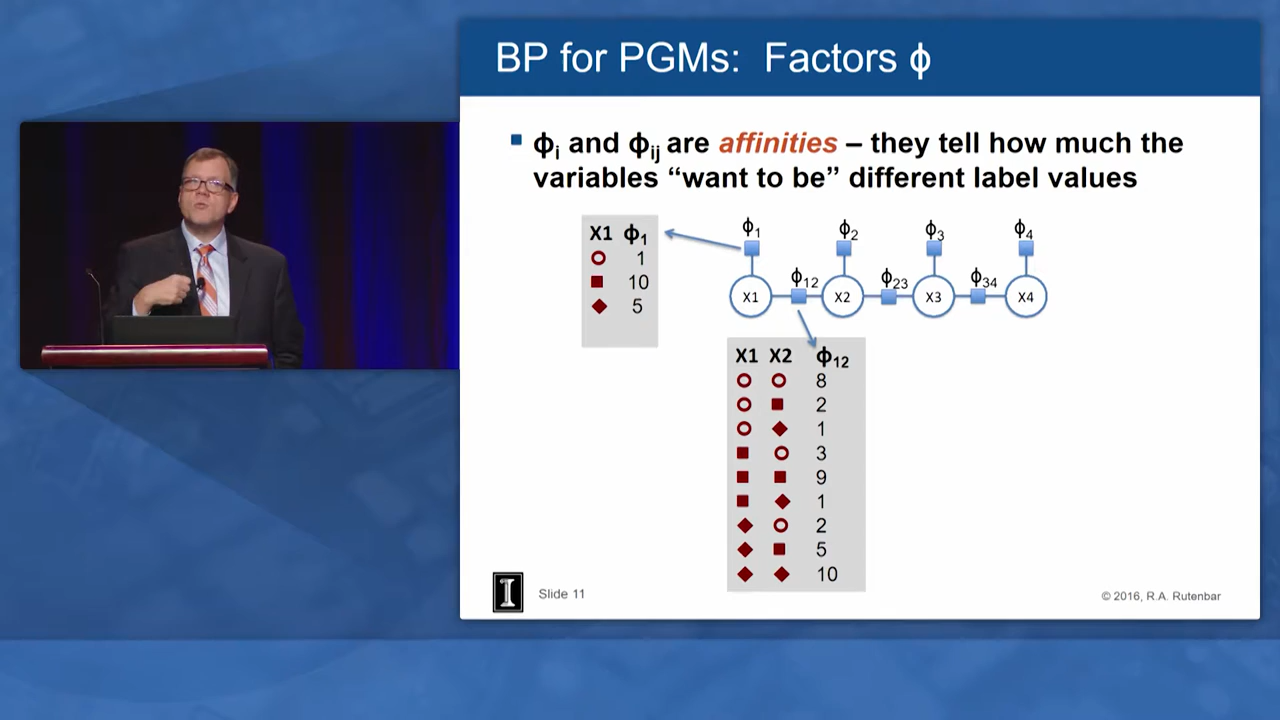 BP for PGMs: Factors ϕ
ϕi and ϕij are affinities – they tell how much the
variables “want to be” different label values
X1 ϕ1
1
10
5
ϕ1 ϕ2 ϕ3 ϕ4
ϕ12 ϕ23 ϕ34
X1 X2 X3 X4
X1 X2 ϕ12
8
2
1
3
9
1
2
5
10
I
Slide 11
© 2016, R.A. Rutenbar